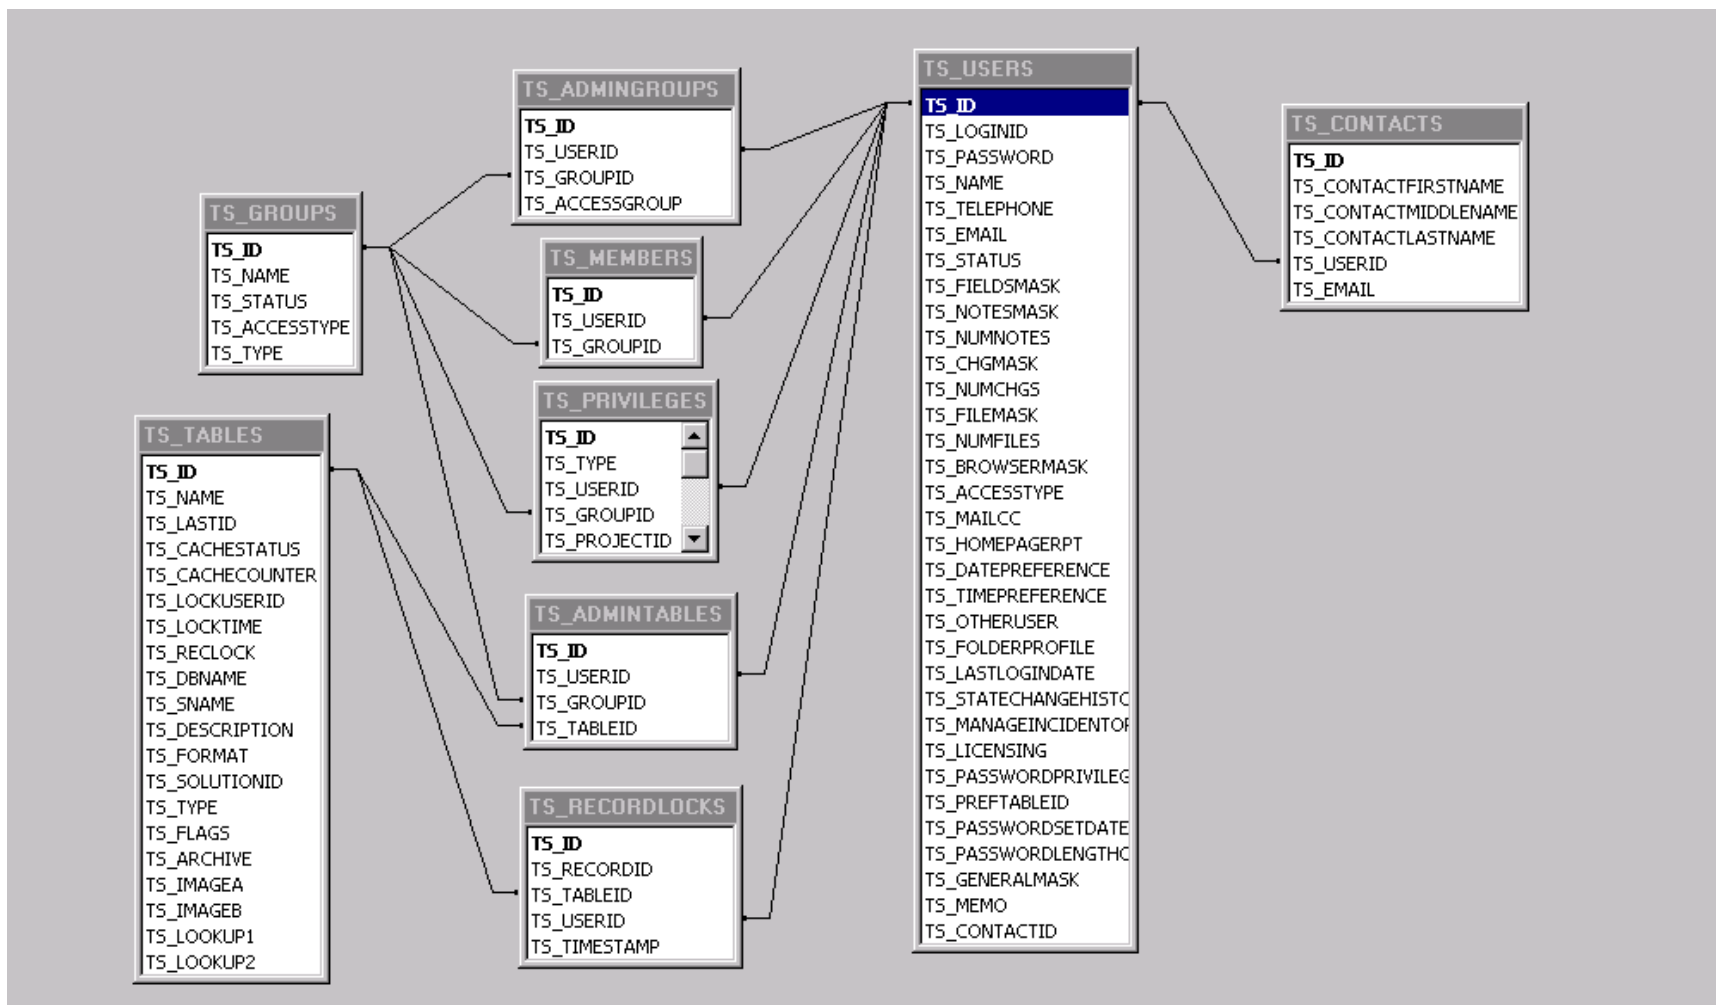 TS_ADMINGROUPS
TS_ID
TS_USERID
TS_GROUPID
TS_ACCESSGROUP
TS_GROUPS
TS_ID
TS_NAME
TS_STATUS
TS_ACCESSTYPE
TS_TYPE
TS_MEMBERS
TS_ID
TS_USERID
TS_GROUPID
TS_PRIVILEGES
TS_ID
TS_TYPE
TS_USERID
TS_GROUPID
TS_PROJECTID
TS_TABLES
TS_ID
TS_NAME
TS_LASTID
TS_CACHESTATUS
TS_CACHECOUNTER
TS_LOCKUSERID
TS_LOCKTIME
TS_RECLOCK
TS_DBNAME
TS_SNAME
TS_DESCRIPTION
TS_FORMAT
TS_SOLUTIONID
TS_TYPE
TS_FLAGS
TS_ARCHIVE
TS_IMAGEA
TS_IMAGEB
TS_LOOKUP1
TS_LOOKUP2
TS_ADMINTABLES
TS_ID
TS_USERID
TS_GROUPID
TS_TABLEID
TS_RECORDLOCKS
TS_ID
TS_RECORDID
TS_TABLEID
TS_USERID
TS_TIMESTAMP
TS_USERS
TS_ID
TS_LOGINID
TS_PASSWORD
TS_NAME
TS_TELEPHONE
TS_EMAIL
TS_STATUS
TS_FIELDSMASK
TS_NOTESMASK
TS_NUMNOTES
TS_CHGMASK
TS_NUMCHGS
TS_FILEMASK
TS_NUMFILES
TS_BROWSERMASK
TS_ACCESSTYPE
TS_MAILCC
TS_HOMEPAGERPT
TS_DATEPREFERENCE
TS_TIMEPREFERENCE
TS_OTHERUSER
TS_FOLDERPROFILE
TS_LASTLOGINDATE
TS_STATECHANGEHISTO
TS_MANAGEINCIDENTOF
TS_LICENSING
TS_PASSWORDPRIVILEG
TS_PREFTABLEID
TS_PASSWORDSETDATE
TS_PASSWORDLENGTHC
TS_GENERALMASK
TS_MEMO
TS_CONTACTID
TS_CONTACTS
TS_ID
TS_CONTACTFIRSTNAME
TS_CONTACTMIDDLENAME
TS_CONTACTLASTNAME
TS_USERID
TS_EMAIL